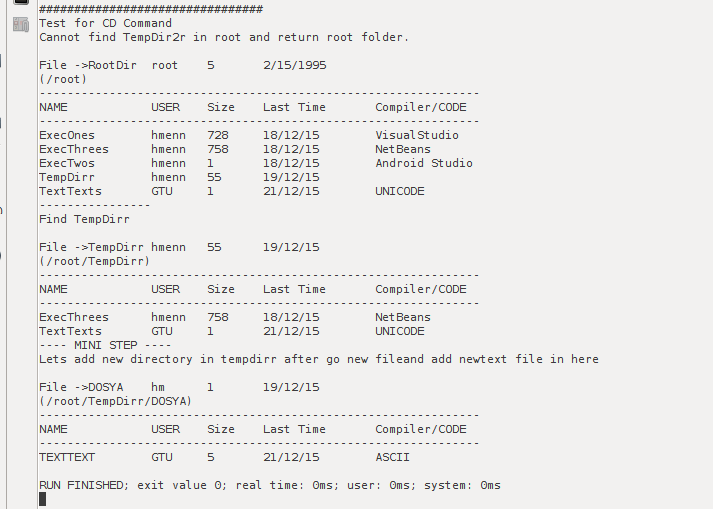 ################################
Test for CD Command
Cannot find TempDir2r in root and return root folder.
File ->RootDir  root    5       2/15/1995
(/root)
---------------------------------------------------------------
NAME            USER    Size    Last Time       Compiler/CODE
---------------------------------------------------------------
ExecOnes        hmenn   728     18/12/15        VisualStudio
ExecThrees      hmenn   758     18/12/15        NetBeans
ExecTwos        hmenn   1       18/12/15        Android Studio
TempDirr        hmenn   55      19/12/15
TextTexts       GTU     1       21/12/15        UNICODE
----------------
Find TempDirr
File ->TempDirr hmenn   55      19/12/15
(/root/TempDirr)
---------------------------------------------------------------
NAME            USER    Size    Last Time       Compiler/CODE
---------------------------------------------------------------
ExecThrees      hmenn   758     18/12/15        NetBeans
TextTexts       GTU     1       21/12/15        UNICODE
---- MINI STEP ----
Lets add new directory in tempdirr after go new fileand add newtext file in here
File ->DOSYA    hm      1       19/12/15
(/root/TempDirr/DOSYA)
---------------------------------------------------------------
NAME            USER    Size    Last Time       Compiler/CODE
---------------------------------------------------------------
TEXTTEXT        GTU     5       21/12/15        ASCII
RUN FINISHED; exit value 0; real time: 0ms; user: 0ms; system: 0ms